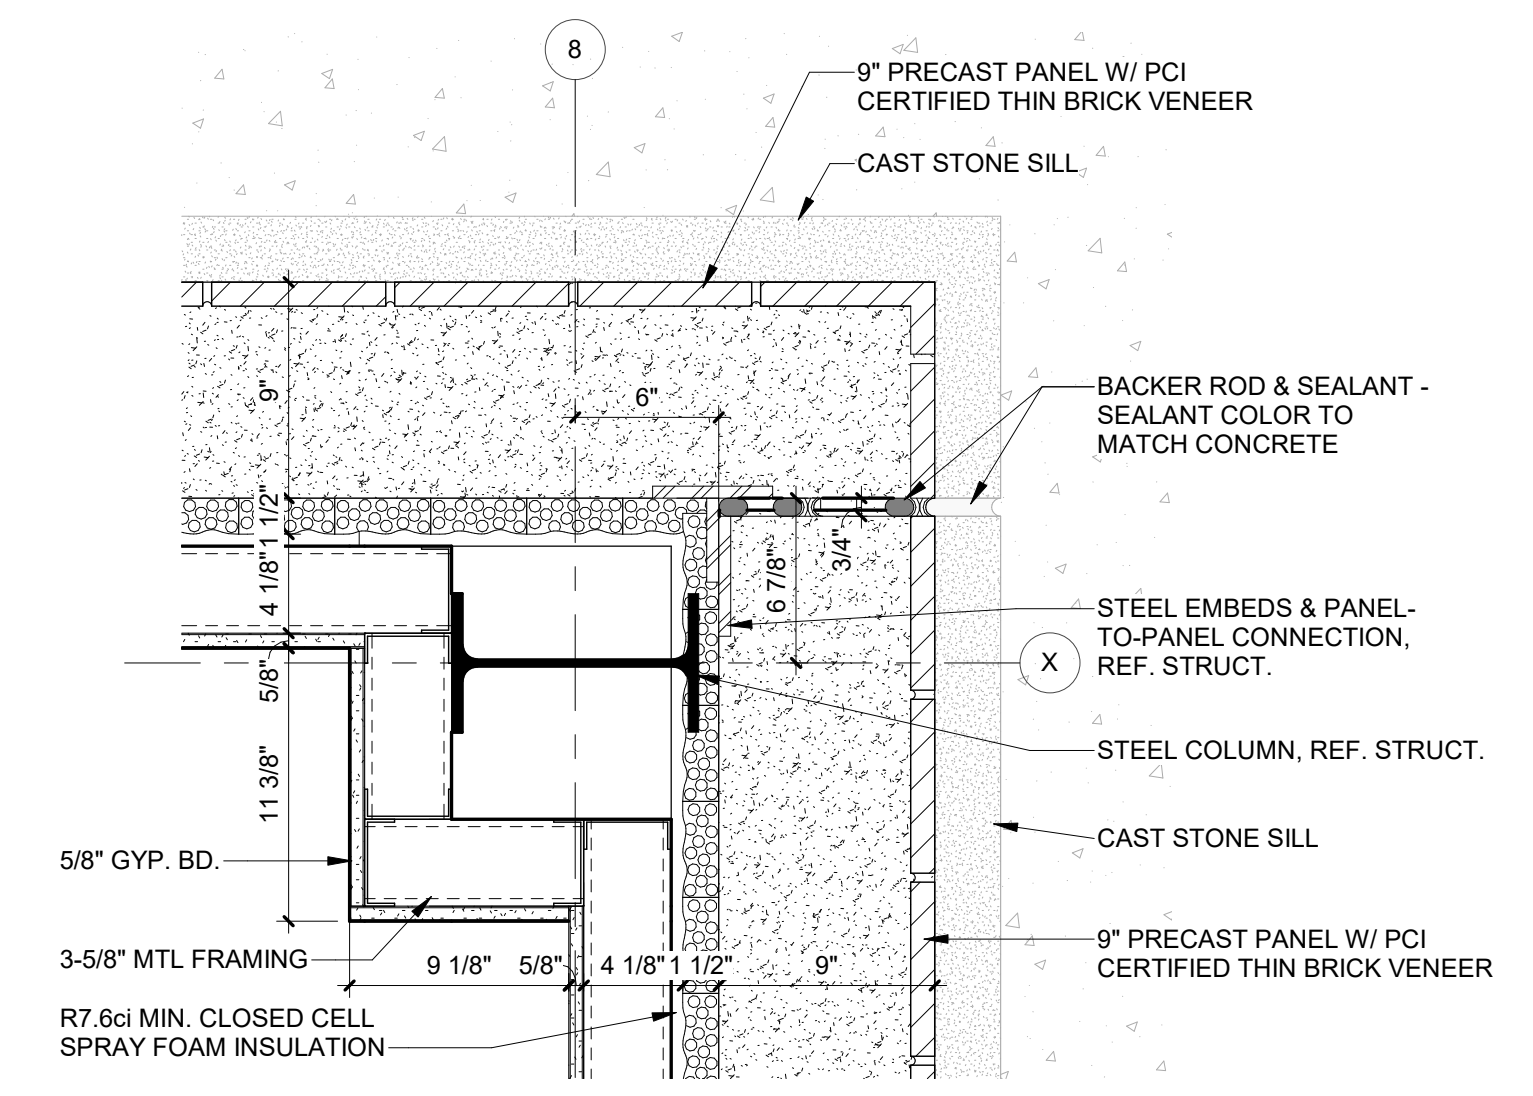 8
9" PRECAST PANEL W/ PCI
CERTIFIED THIN BRICK VENEER
CAST STONE SILL
9"
6"
BACKER ROD & SEALANT -
SEALANT COLOR TO
MATCH CONCRETE
1 1/2"
3/4"
6 7/8"
4 1/8"
STEEL EMBEDS & PANEL-
TO-PANEL CONNECTION,
REF. STRUCT.
X
5/8"
STEEL COLUMN, REF. STRUCT.
11 3/8"
CAST STONE SILL
5/8" GYP. BD.
9" PRECAST PANEL W/ PCI
CERTIFIED THIN BRICK VENEER
3-5/8" MTL FRAMING
9 1/8" 5/8" 4 1/8" 1 1/2" 9"
R7.6ci MIN. CLOSED CELL
SPRAY FOAM INSULATION